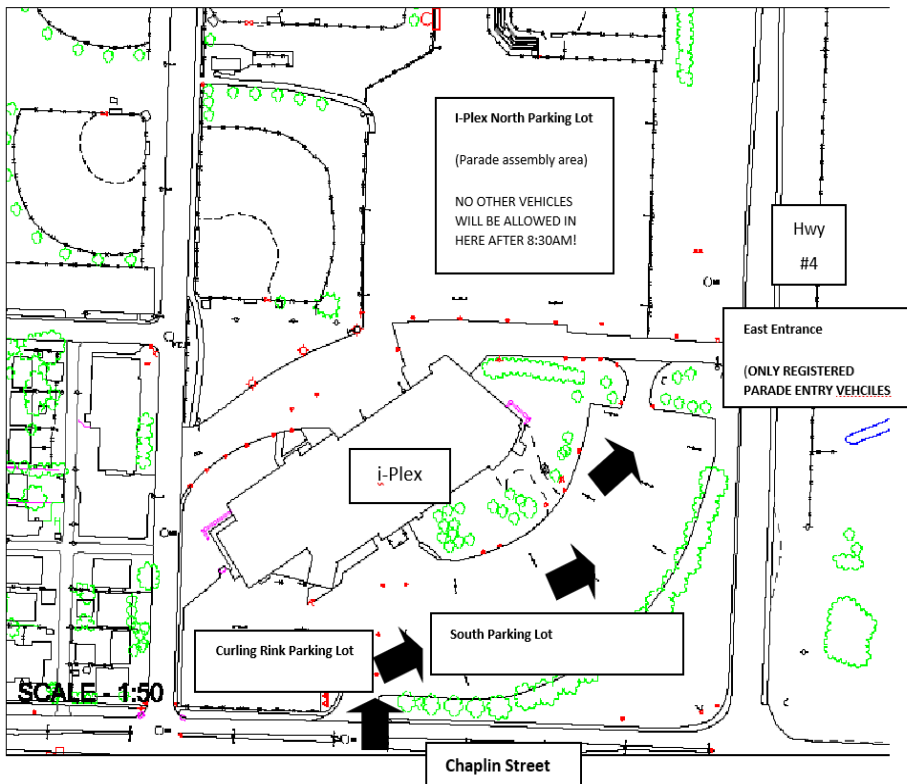 I-Plex North Parking Lot
(Parade assembly area)
NO OTHER VEHICLES
WILL BE ALLOWED IN
HERE AFTER 8:30AM!
Hwy
#4
East Entrance
(ONLY REGISTERED
PARADE ENTRY VEHCILES
i-Plex
South Parking Lot
Curling Rink Parking Lot
SCALE - 1:50
Chaplin Street